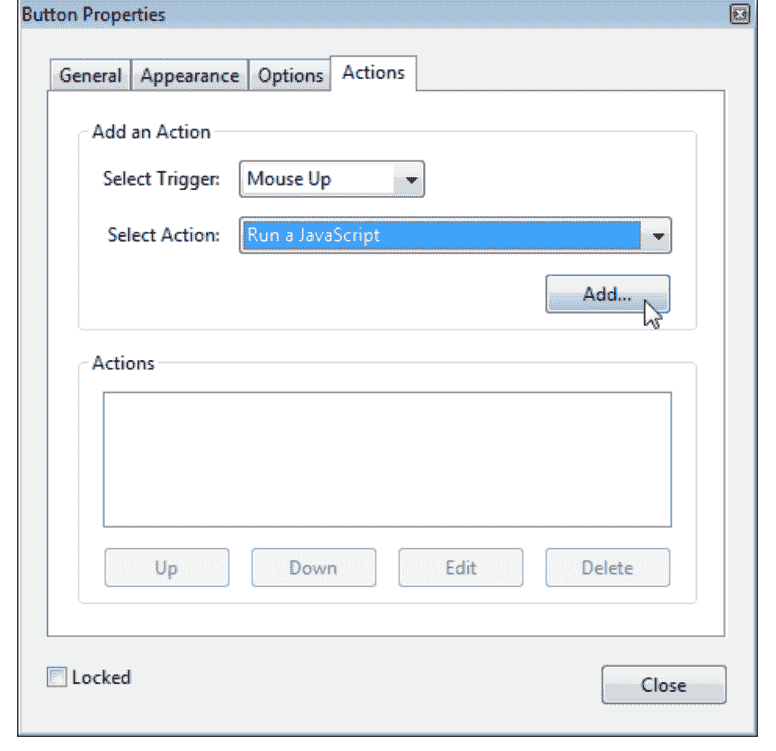 Button Properties
General Appearance Options Actions
Add an Action
Select Trigger: Mouse Up
Select Action: Run a JavaScript
Add...
Actions
Up Down Edit Delete
Locked
Close